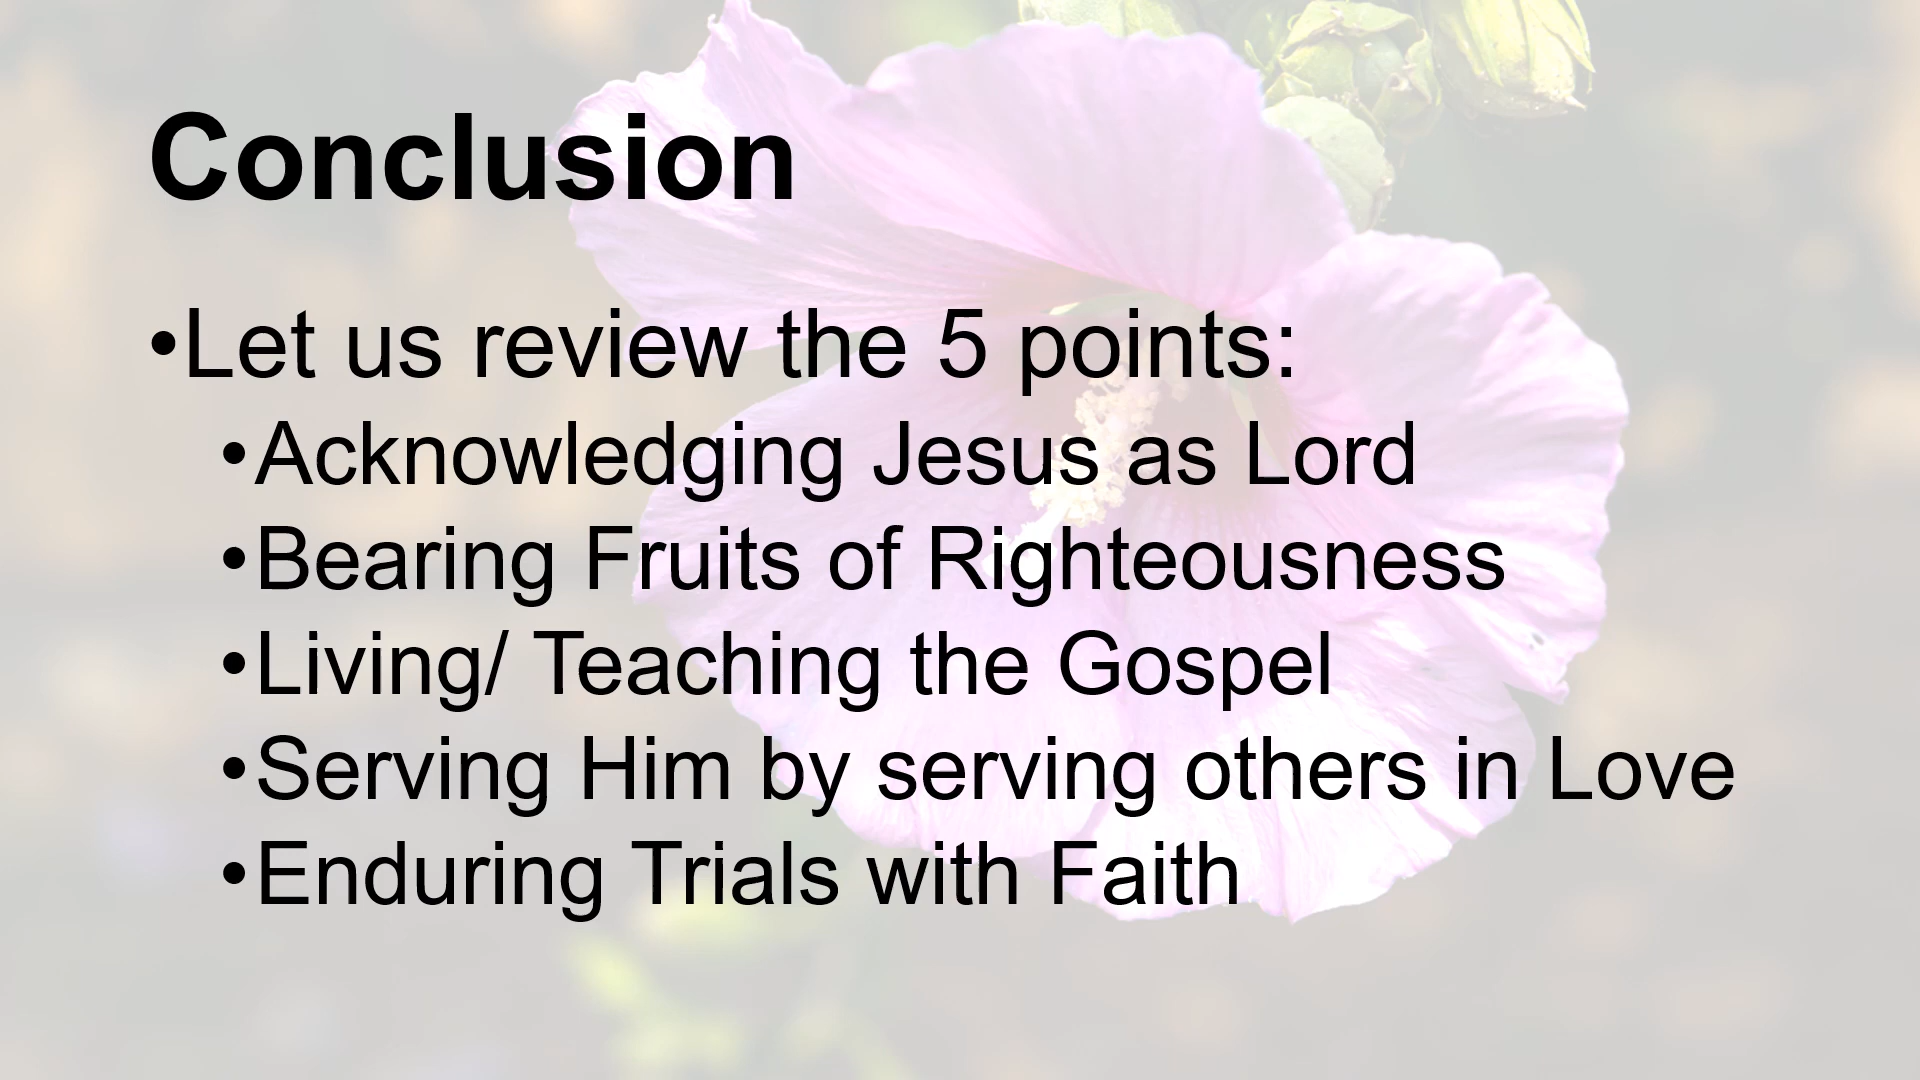 Conclusion
•Let us review the 5 points:
•Acknowledging Jesus as Lord
•Bearing Fruits of Righteousness
•Living/ Teaching the Gospel
•Serving Him by serving others in Love
•Enduring Trials with Faith